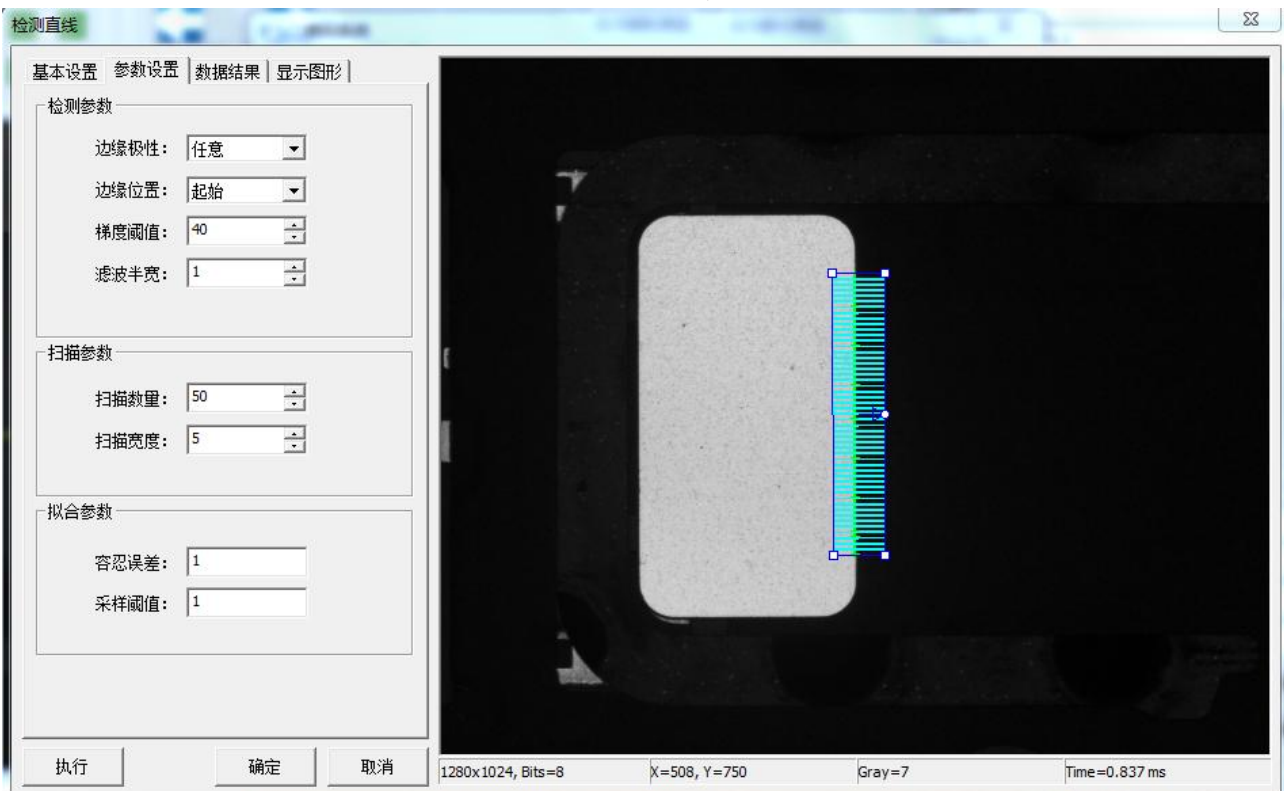 检测直线
基本设置 参数设置 数据结果 显示图形
检测参数
边缘极性： 任意
边缘位置： 起始
梯度阈值： 40
滤波半宽： 1
扫描参数
扫描数量： 50
扫描宽度： 5
拟合参数
容忍误差： 1
采样阈值： 1
执行 确定 取消
1280x1024, Bits=8 X=508, Y=750 Gray=7 Time=0.837 ms